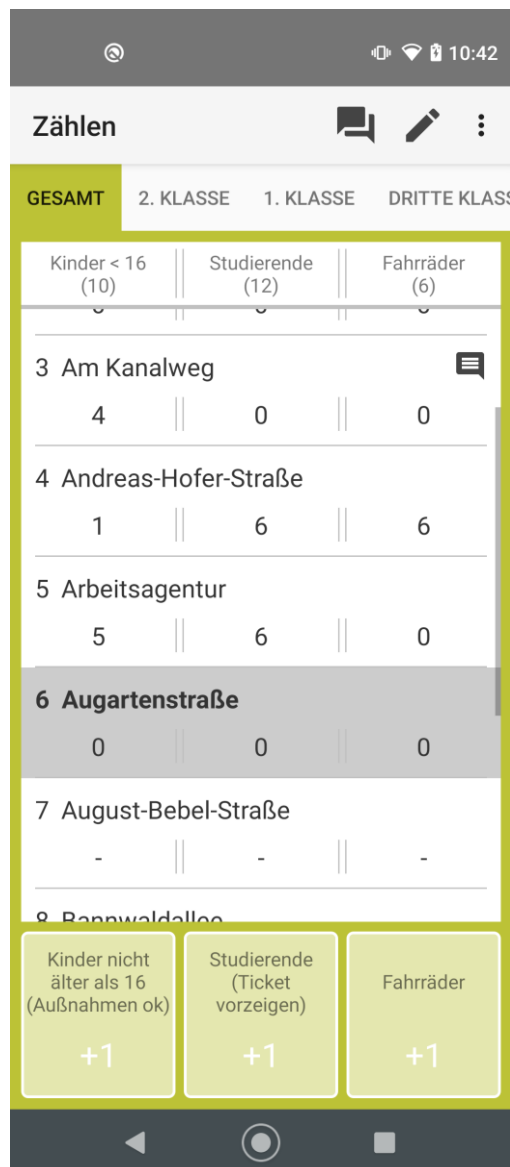 10:42
Zählen
GESAMT 2. KLASSE 1. KLASSE DRITTE KLASS
Kinder < 16 Studierende Fahrräder
(10) (12) (6)
3 Am Kanalweg
4 0 0
4 Andreas-Hofer-Straße
1 6 6
5 Arbeitsagentur
5 6 0
6 Augartenstraße
0 0 0
7 August-Bebel-Straße
- - -
8 Bannwaldallee
Kinder nicht
älter als 16
(Außnahmen ok)
+1
Studierende
(Ticket
vorzeigen)
+1
Fahrräder
+1